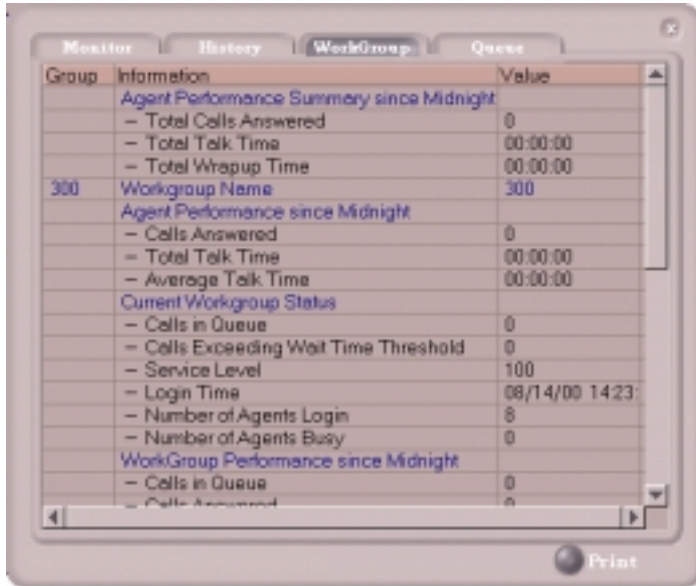 Monitor History WorkGroup Queue
Group Information Value
Agent Performance Summary since Midnight
– Total Calls Answered 0
– Total Talk Time 00:00:00
– Total Wrapup Time 00:00:00
300 Workgroup Name 300
Agent Performance since Midnight
– Calls Answered 0
– Total Talk Time 00:00:00
– Average Talk Time 00:00:00
Current Workgroup Status
– Calls in Queue 0
– Calls Exceeding Wait Time Threshold 0
– Service Level 100
– Login Time 08/14/00 14:23:
– Number of Agents Login 8
– Number of Agents Busy 0
WorkGroup Performance since Midnight
– Calls in Queue 0
– Calls Answered 0
Print